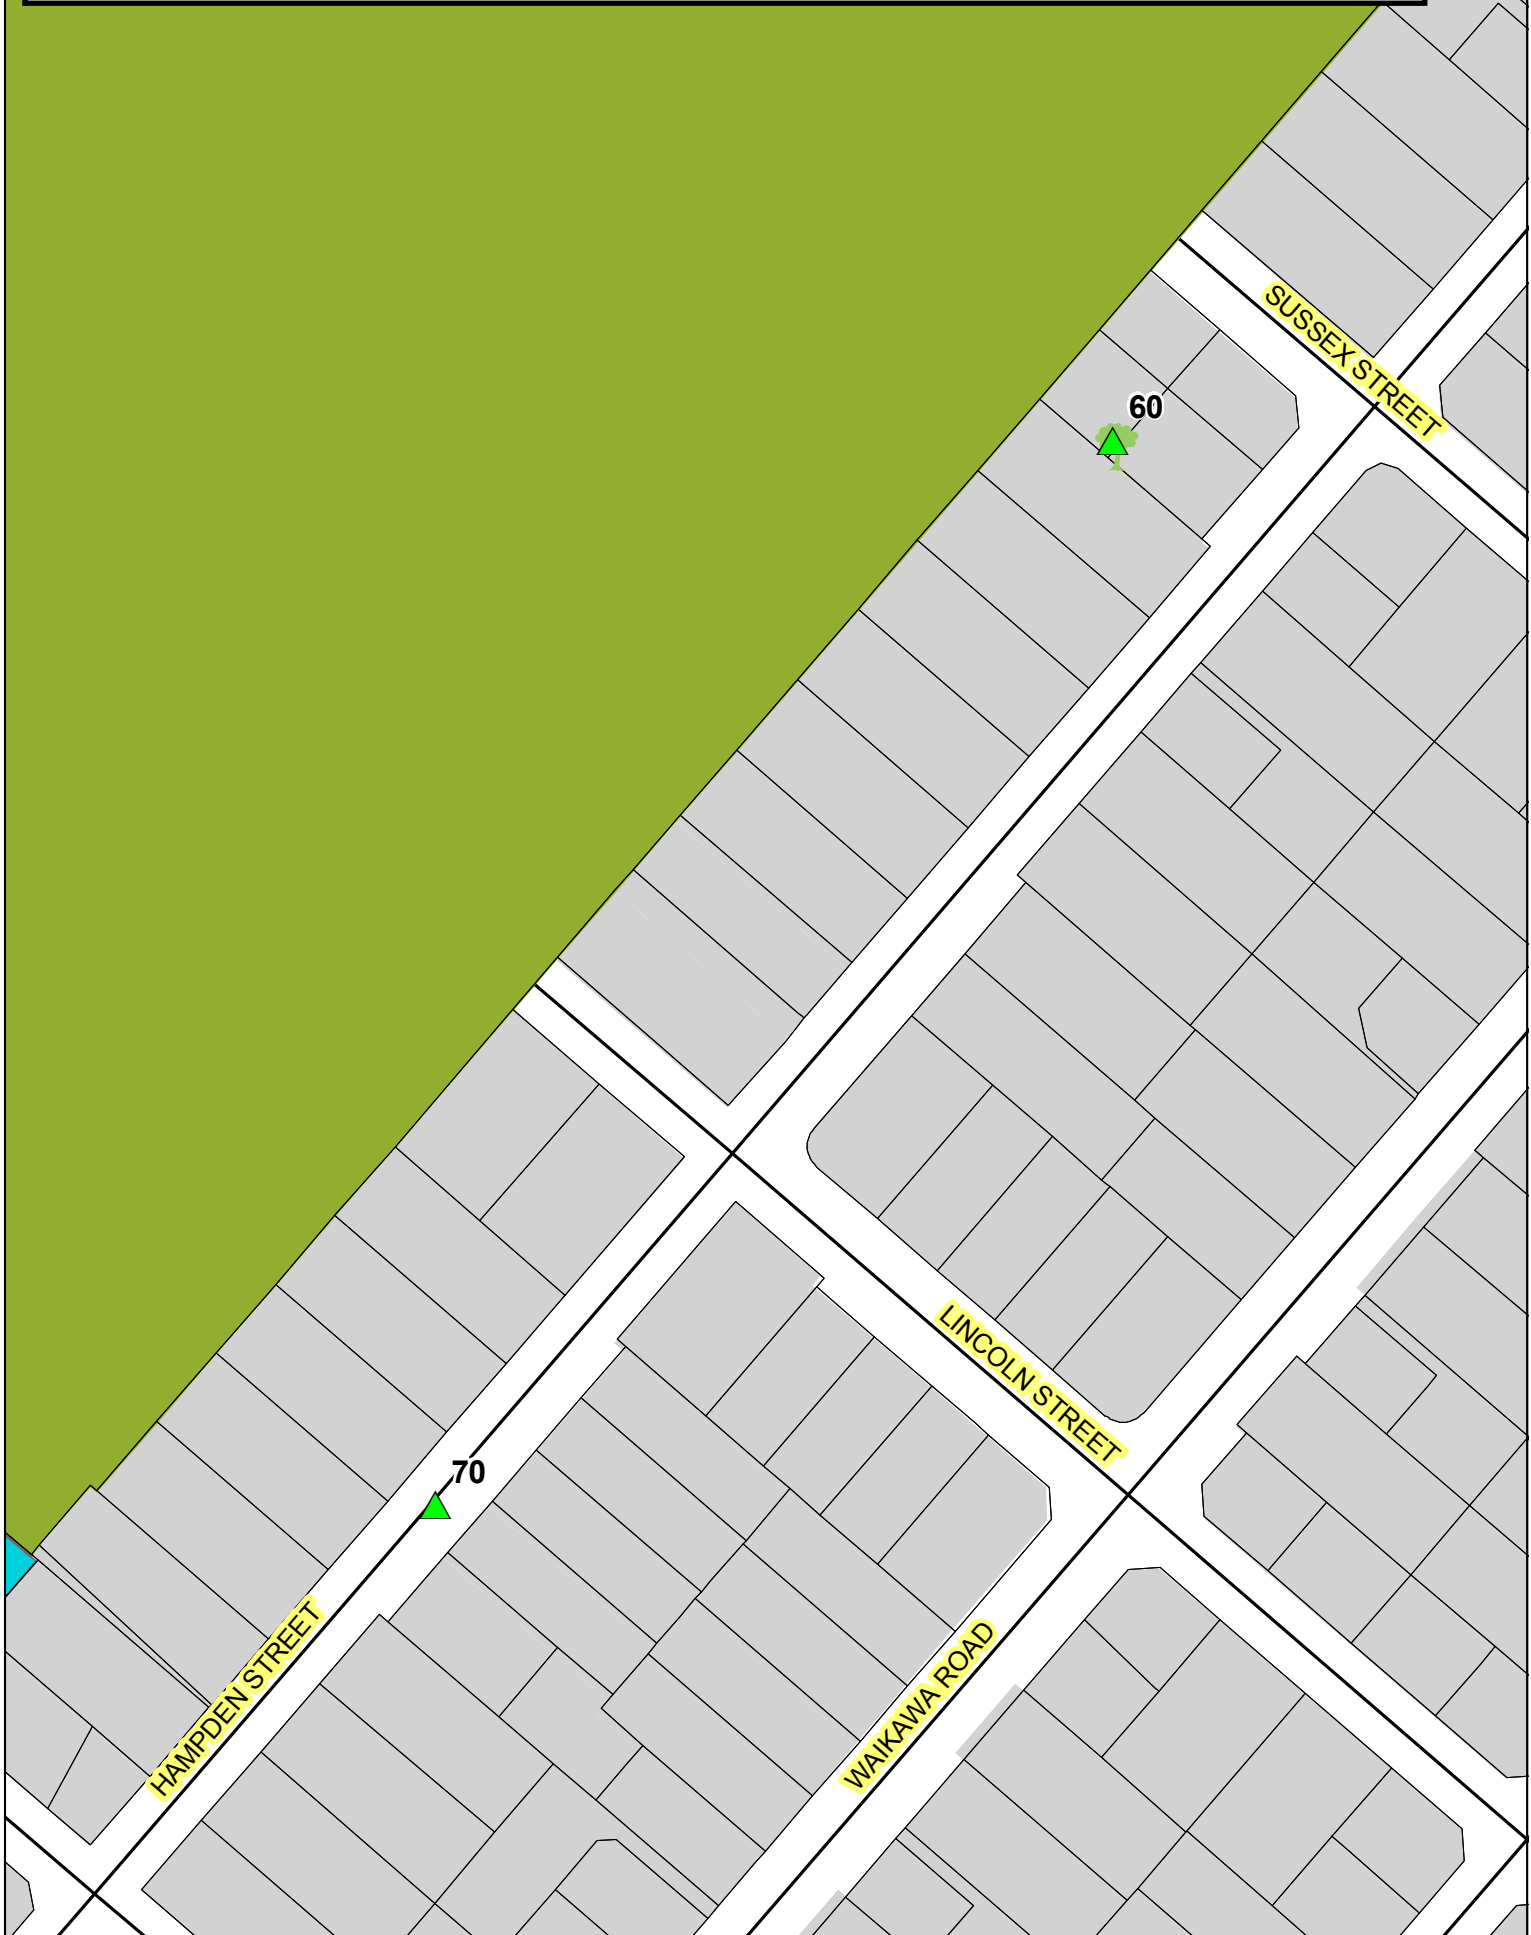 SUSSEX STREET
60
LINCOLN STREET
70
HAMPDEN STREET
WAIKAWA ROAD